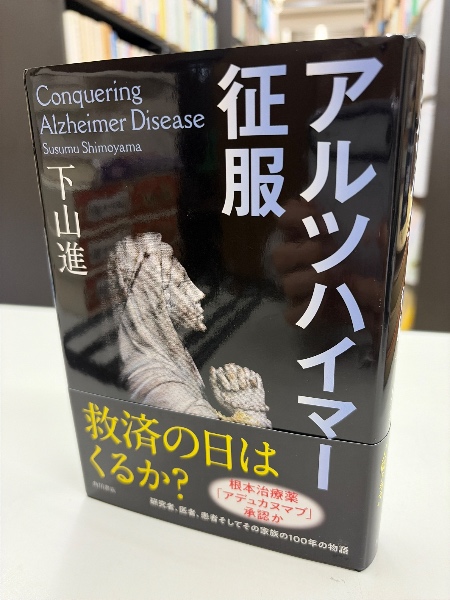 Conquering
Alzheimer Disease
Susumu Shimoyama
アルツハイマー
征服
下山進
救済の日は
くるか?
根本治療薬
「アデュカヌマブ」
承認か
研究者、医者、患者そしてその家族の100年の物語